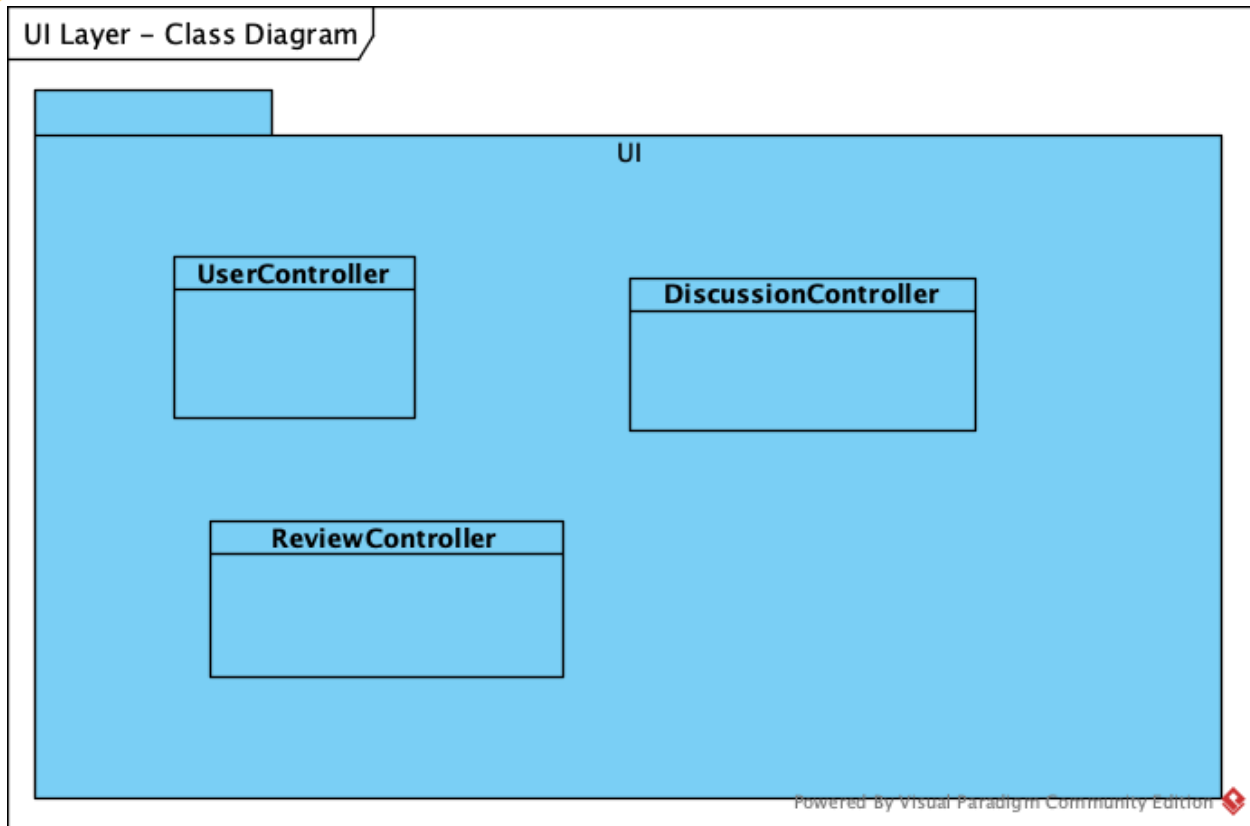 UI Layer – Class Diagram
UI
UserController
DiscussionController
ReviewController
Powered By Visual Paradigm Community Edition